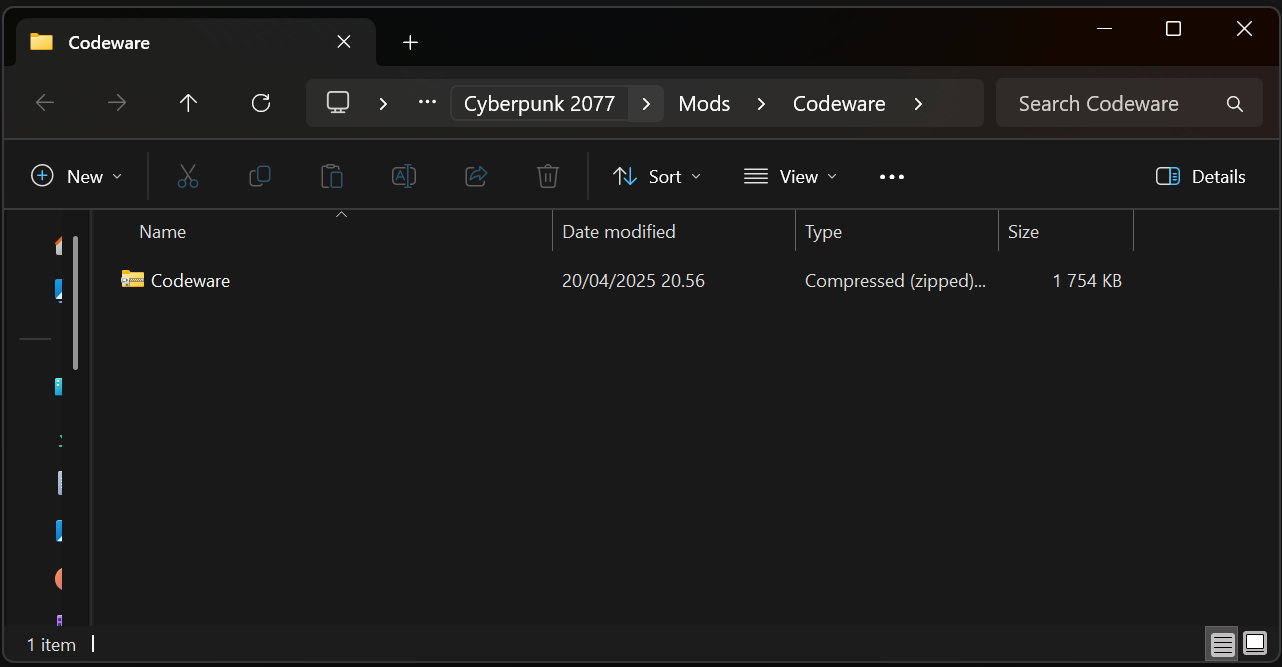 Codeware
Cyberpunk 2077 Mods Codeware Search Codeware
New Sort View Details
Name Date modified Type Size
Codeware 20/04/2025 20.56 Compressed (zipped)... 1 754 KB
1 item